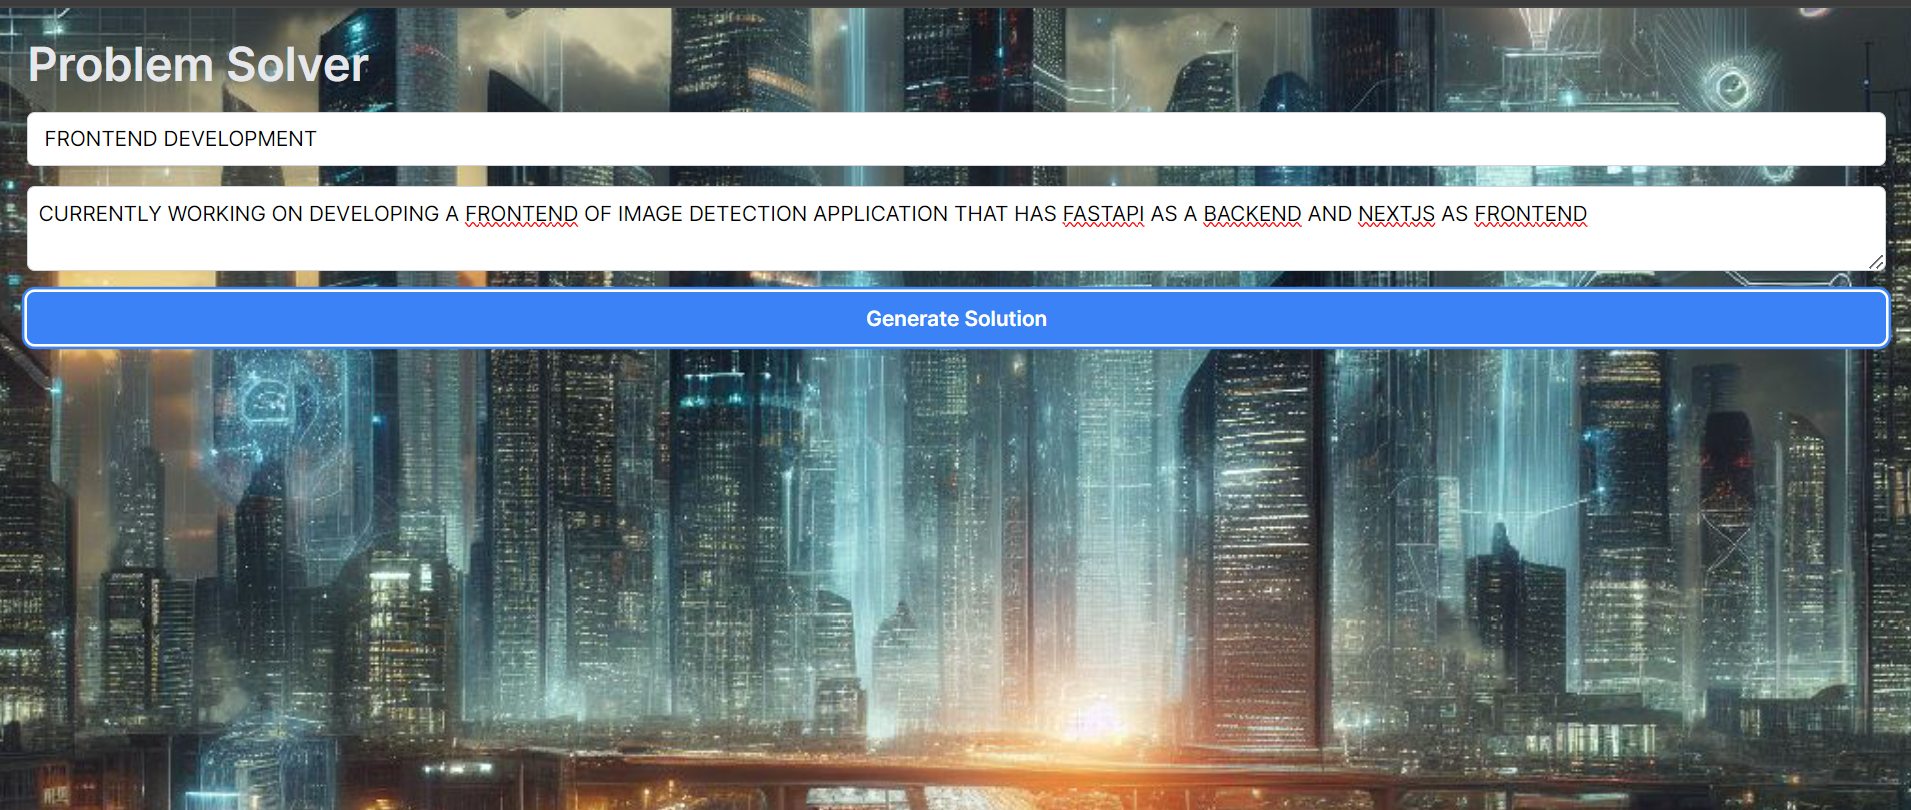 Problem Solver
FRONTEND DEVELOPMENT
CURRENTLY WORKING ON DEVELOPING A FRONTEND OF IMAGE DETECTION APPLICATION THAT HAS FASTAPI AS A BACKEND AND NEXTJS AS FRONTEND
Generate Solution